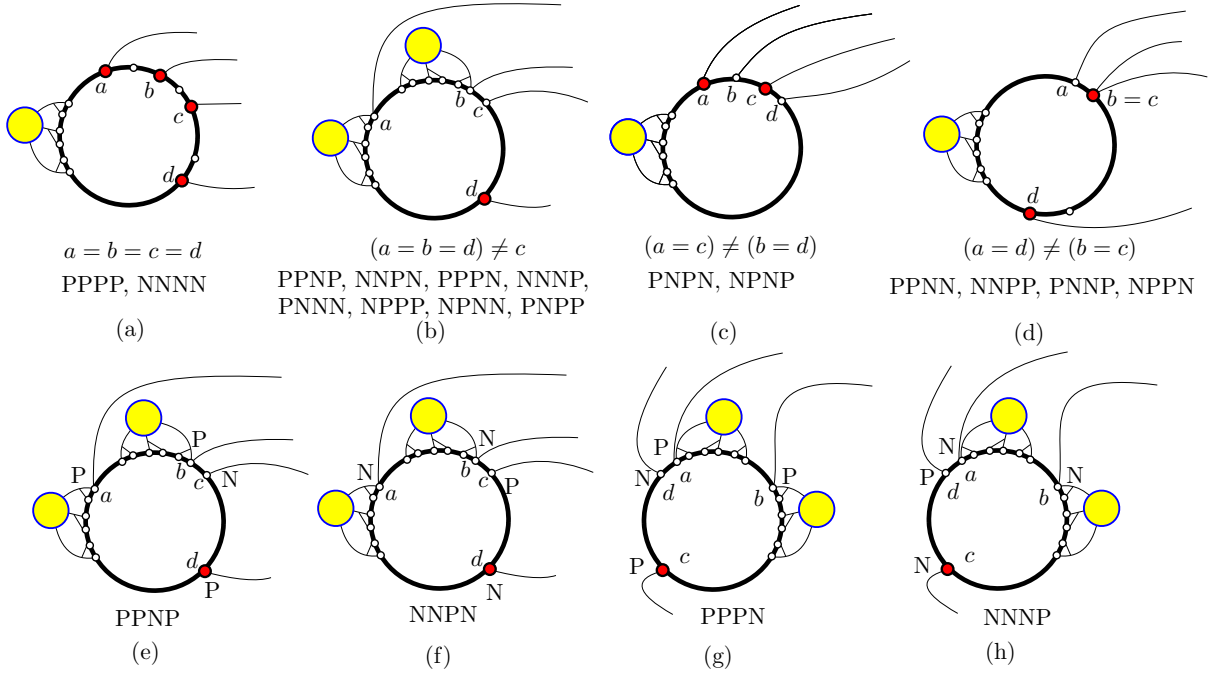 a
b
c
d
a = b = c = d
PPPP, NNNN
(a)
a
b
c
d
(a = b = d) ≠ c
PPNP, NNPN, PPPN, NNNP,
PNNN, NPPP, NPNN, PNPP
(b)
a
b
c
d
(a = c) ≠ (b = d)
PNPN, NPNP
(c)
a
b = c
d
(a = d) ≠ (b = c)
PPNN, NNPP, PNNP, NPPN
(d)
P
P
a
b
c
N
d
P
PPNP
(e)
N
N
a
b
c
P
d
N
NNPN
(f)
P
a
N
d
b
P
P
c
PPPN
(g)
N
a
P
d
b
N
N
c
NNNP
(h)